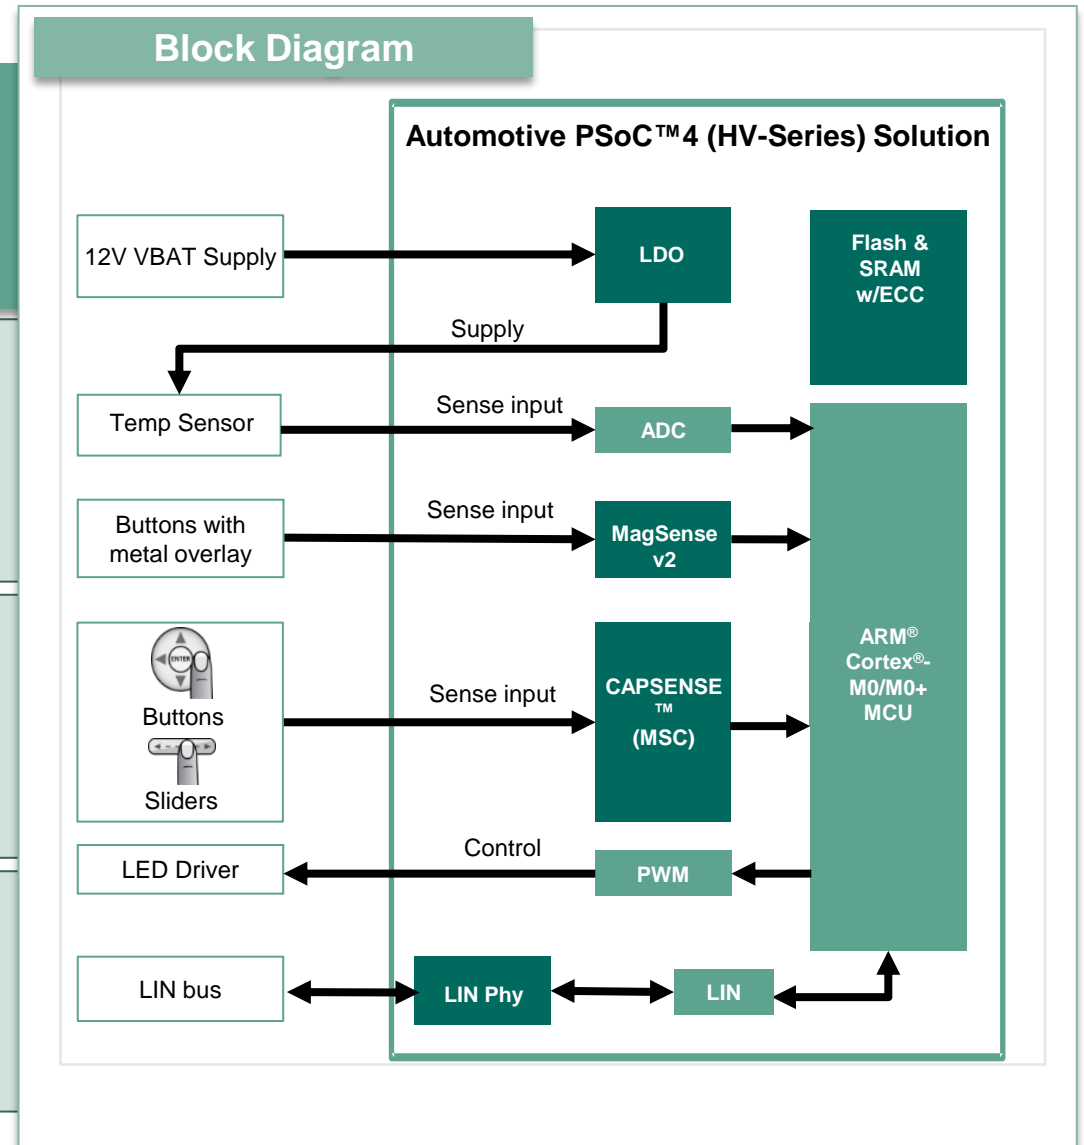 Block Diagram
Automotive PSoC™4 (HV-Series) Solution
12V VBAT Supply
LDO
Flash &
SRAM
w/ECC
Supply
Temp Sensor
Sense input
ADC
Buttons with
metal overlay
Sense input
MagSense
v2
ENTER
Buttons
Sliders
Sense input
CAPSENSE
™
(MSC)
ARM®
Cortex®-
M0/M0+
MCU
LED Driver
Control
PWM
LIN bus
LIN Phy
LIN